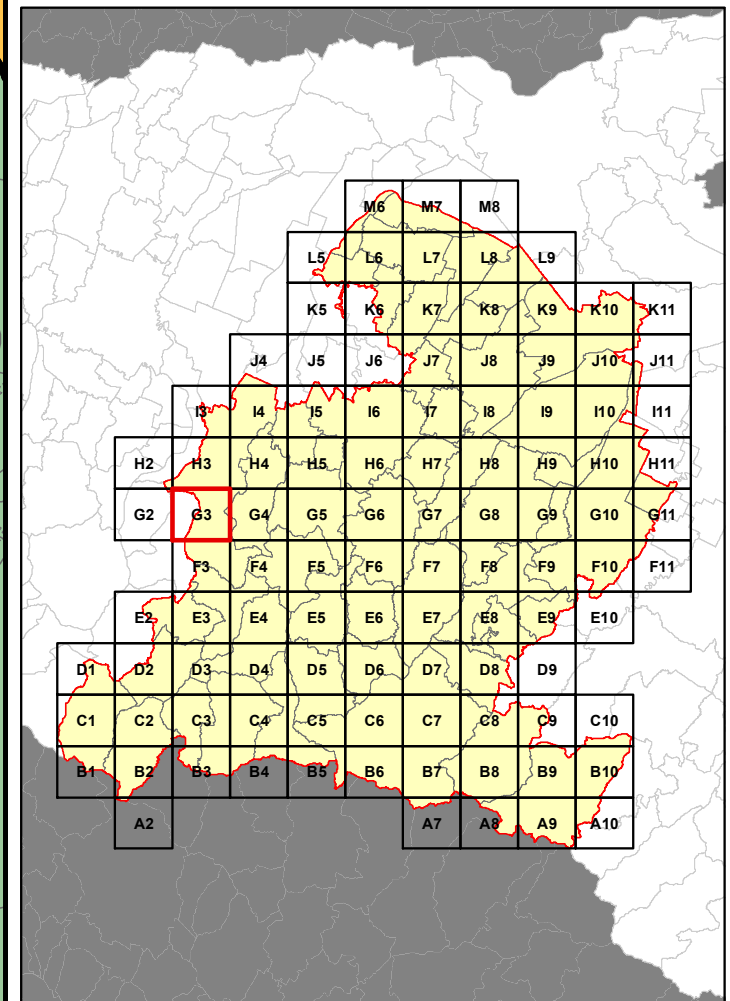 M6 M7 M8
L5 L6 L7 L8 L9
K5 K6 K7 K8 K9 K10 K11
J4 J5 J6 J7 J8 J9 J10 J11
I3 I4 I5 I6 I7 I8 I9 I10 I11
H2 H3 H4 H5 H6 H7 H8 H9 H10 H11
G2 G3 G4 G5 G6 G7 G8 G9 G10 G11
F3 F4 F5 F6 F7 F8 F9 F10 F11
E2 E3 E4 E5 E6 E7 E8 E9 E10
D1 D2 D3 D4 D5 D6 D7 D8 D9
C1 C2 C3 C4 C5 C6 C7 C8 C9 C10
B1 B2 B3 B4 B5 B6 B7 B8 B9 B10
A2 A7 A8 A9 A10